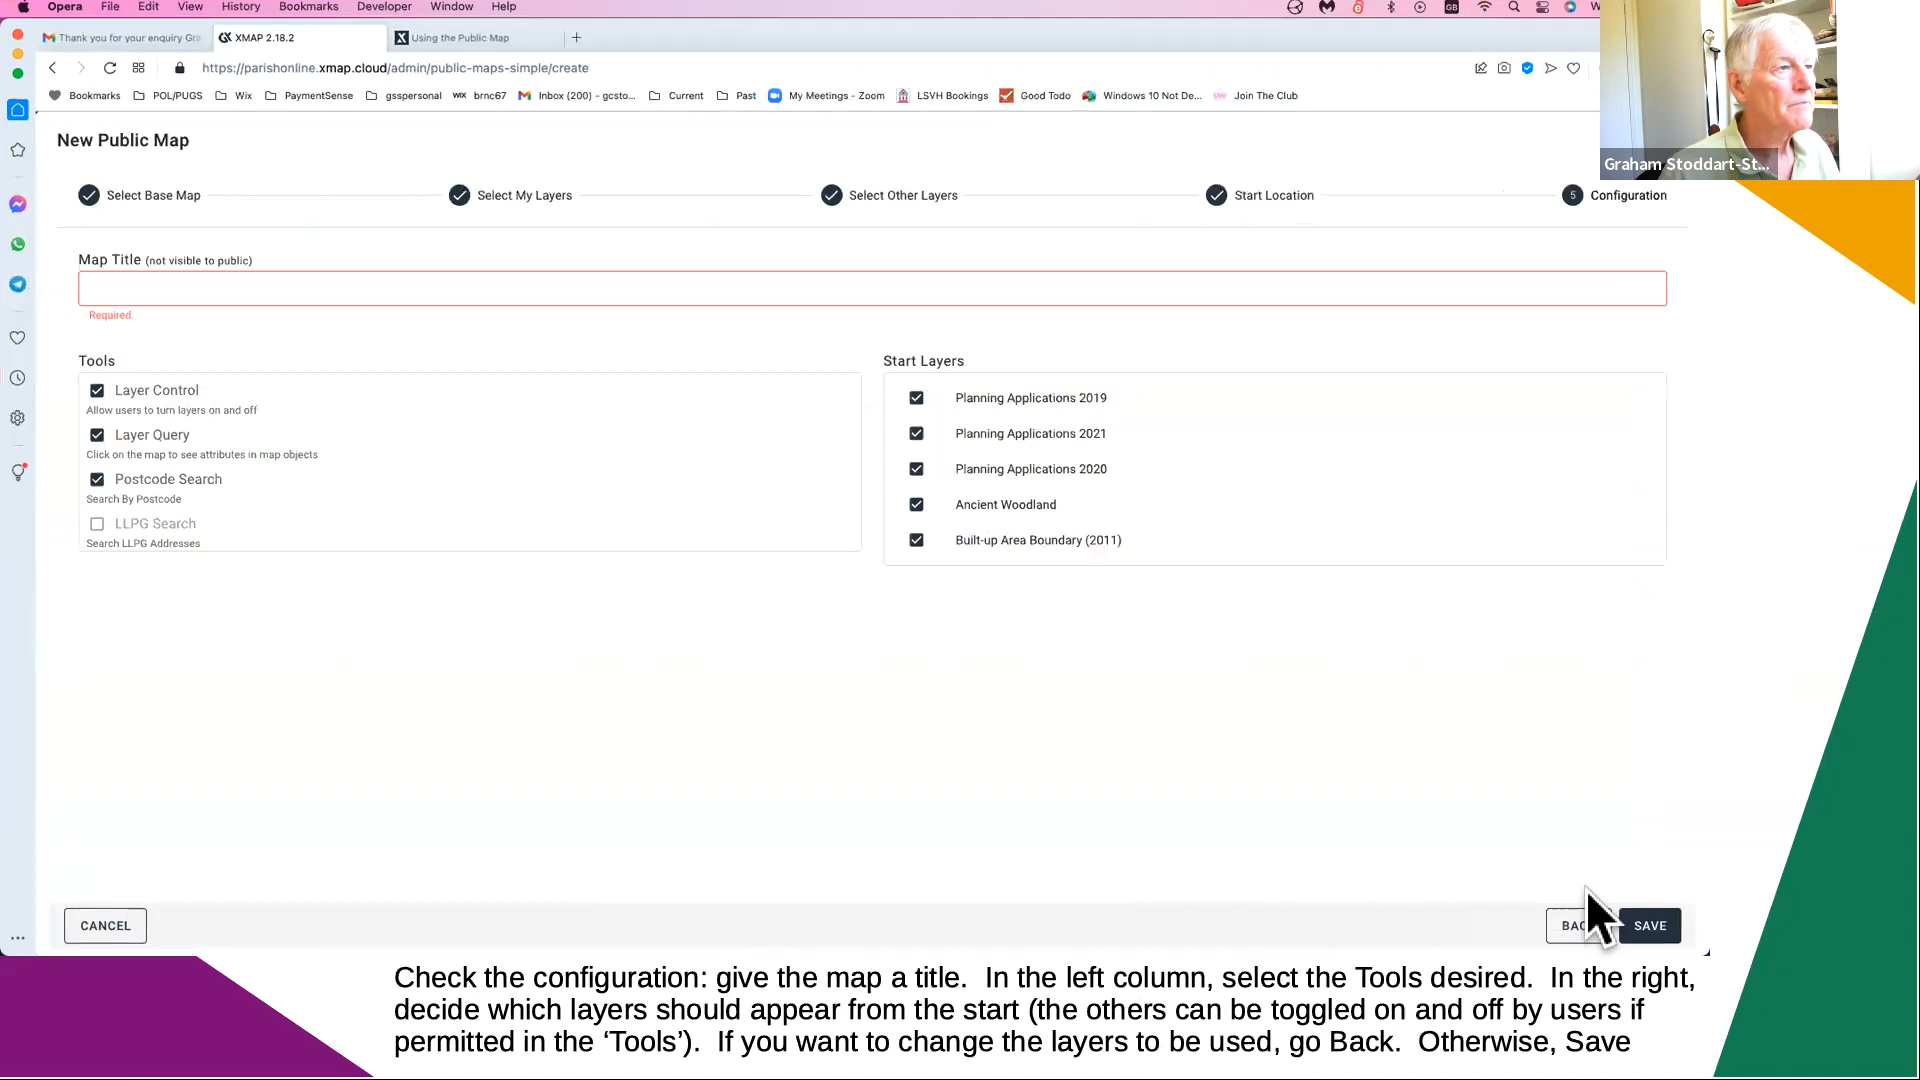 Opera File Edit View History Bookmarks Developer Window Help
Thank you for your enquiry Gra
XMAP 2.18.2
Using the Public Map
https://parishonline.xmap.cloud/admin/public-maps-simple/create
Bookmarks POL/PUGS Wix PaymentSense gsspersonal WIX brnc67 Inbox (200) - gcsto... Current Past My Meetings - Zoom LSVH Bookings Good Todo Windows 10 Not De... Join The Club
Graham Stoddart-St...
New Public Map
Select Base Map Select My Layers Select Other Layers Start Location 5 Configuration
Map Title (not visible to public)
Required.
Tools
Layer Control
Allow users to turn layers on and off
Layer Query
Click on the map to see attributes in map objects
Postcode Search
Search By Postcode
LLPG Search
Search LLPG Addresses
Start Layers
Planning Applications 2019
Planning Applications 2021
Planning Applications 2020
Ancient Woodland
Built-up Area Boundary (2011)
CANCEL
SAVE
Check the configuration: give the map a title. In the left column, select the Tools desired. In the right,
decide which layers should appear from the start (the others can be toggled on and off by users if
permitted in the ‘Tools’). If you want to change the layers to be used, go Back. Otherwise, Save